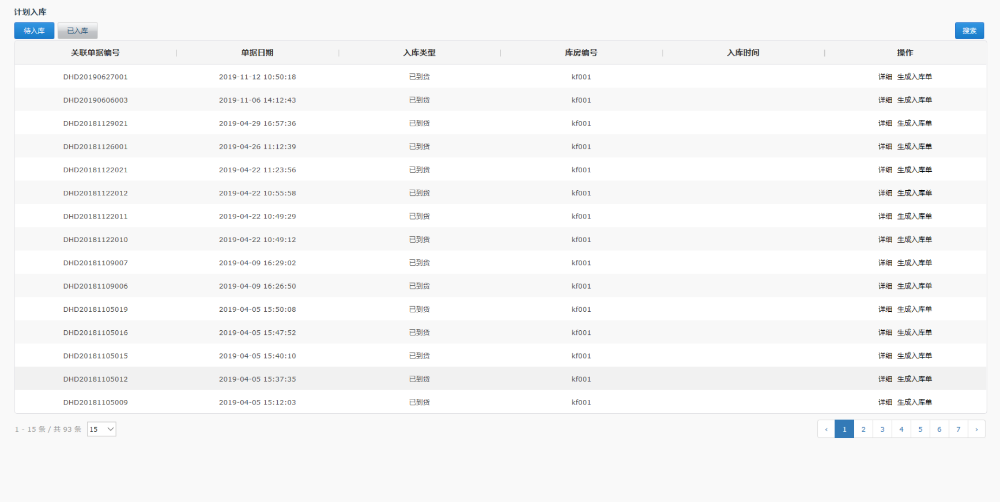 计划入库
待入库 已入库 搜索
关联单据编号 单据日期 入库类型 库房编号 入库时间 操作
DHD20190627001 2019-11-12 10:50:18 已到货 kf001 详细 生成入库单
DHD20190606003 2019-11-06 14:12:43 已到货 kf001 详细 生成入库单
DHD20181129021 2019-04-29 16:57:36 已到货 kf001 详细 生成入库单
DHD20181126001 2019-04-26 11:12:39 已到货 kf001 详细 生成入库单
DHD20181122021 2019-04-22 11:23:56 已到货 kf001 详细 生成入库单
DHD20181122012 2019-04-22 10:55:58 已到货 kf001 详细 生成入库单
DHD20181122011 2019-04-22 10:49:29 已到货 kf001 详细 生成入库单
DHD20181122010 2019-04-22 10:49:12 已到货 kf001 详细 生成入库单
DHD20181109007 2019-04-09 16:29:02 已到货 kf001 详细 生成入库单
DHD20181109006 2019-04-09 16:26:50 已到货 kf001 详细 生成入库单
DHD20181105019 2019-04-05 15:50:08 已到货 kf001 详细 生成入库单
DHD20181105016 2019-04-05 15:47:52 已到货 kf001 详细 生成入库单
DHD20181105015 2019-04-05 15:40:10 已到货 kf001 详细 生成入库单
DHD20181105012 2019-04-05 15:37:35 已到货 kf001 详细 生成入库单
DHD20181105009 2019-04-05 15:12:03 已到货 kf001 详细 生成入库单
1 - 15 条 / 共 93 条 15 ‹ 1 2 3 4 5 6 7 ›